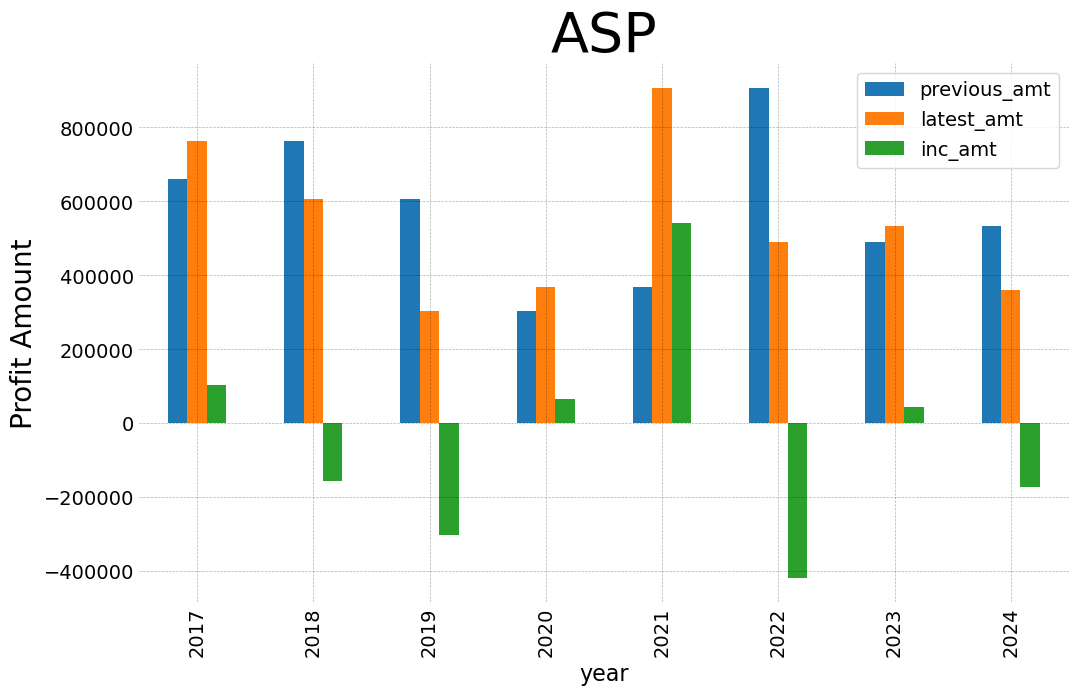 ASP
previous_amt
latest_amt
inc_amt
Profit Amount
800000
600000
400000
200000
0
−200000
−400000
2017
2018
2019
2020
2021
2022
2023
2024
year